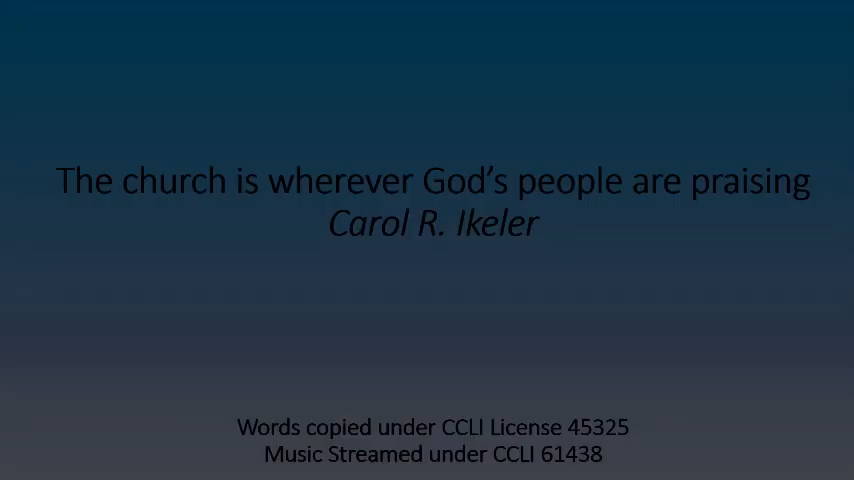 The church is wherever God’s people are praising
Carol R. Ikeler
Words copied under CCLI License 45325
Music Streamed under CCLI 61438